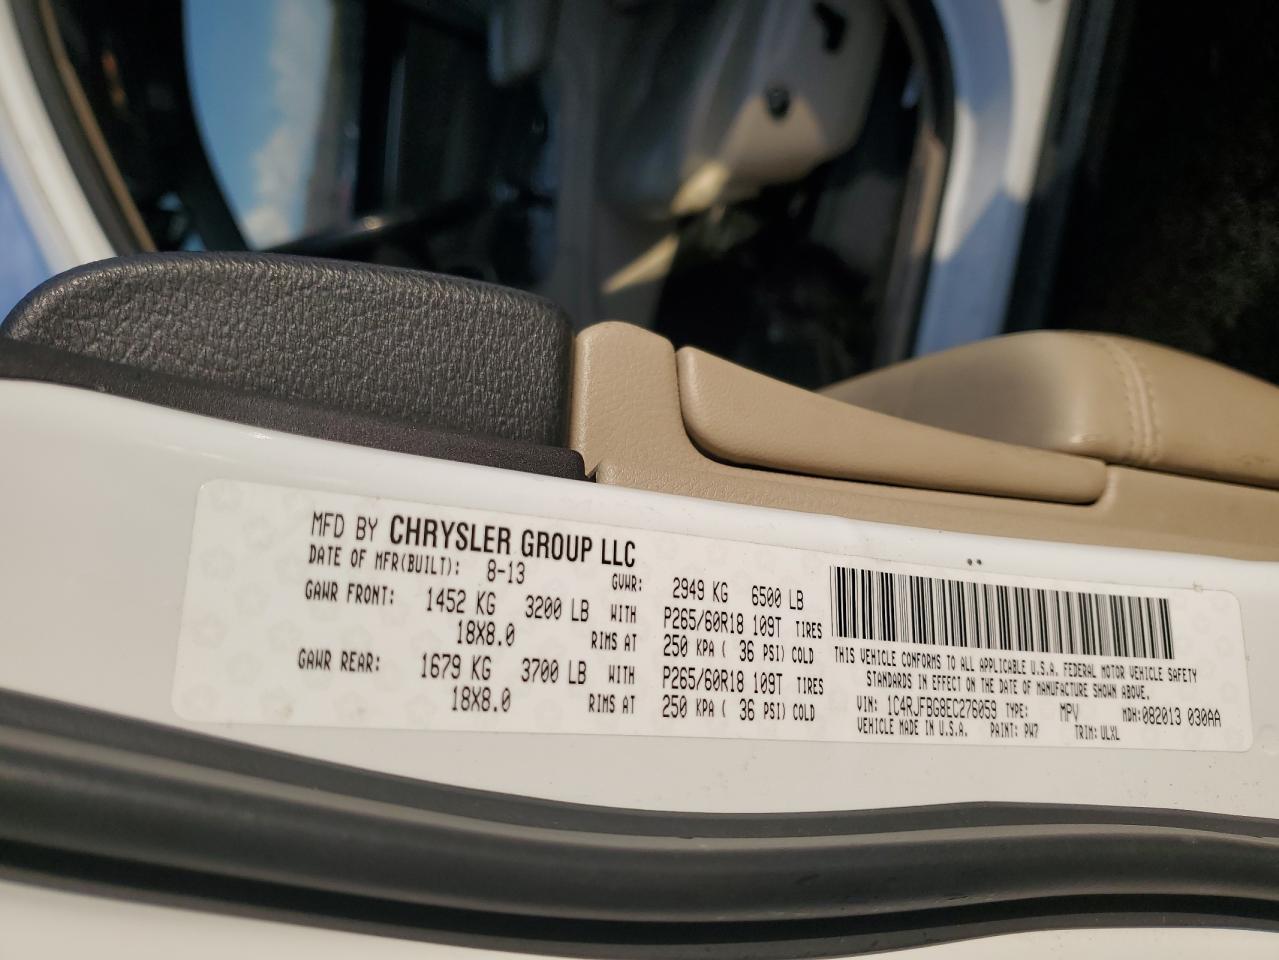 MFD BY CHRYSLER GROUP LLC
DATE OF MFR(BUILT): 8-13 GVWR: 2949 KG 6500 LB
GAWR FRONT: 1452 KG 3200 LB WITH P265/60R18 109T TIRES
18X8.0 RIMS AT 250 KPA ( 36 PSI) COLD
GAWR REAR: 1679 KG 3700 LB WITH P265/60R18 109T TIRES
18X8.0 RIMS AT 250 KPA ( 36 PSI) COLD
THIS VEHICLE CONFORMS TO ALL APPLICABLE U.S.A. FEDERAL MOTOR VEHICLE SAFETY
STANDARDS IN EFFECT ON THE DATE OF MANUFACTURE SHOWN ABOVE.
VIN: 1C4RJFBG8EC276059 TYPE: MPV MDH: 082013 030AA
VEHICLE MADE IN U.S.A. PAINT: PW7 TRIM: ULXL